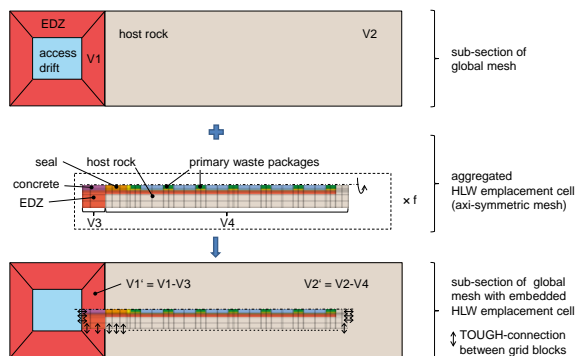 EDZ
host rock
V2
access
drift
V1
sub-section of
global mesh
seal
host rock
primary waste packages
concrete
EDZ
V3
V4
× f
aggregated
HLW emplacement cell
(axi-symmetric mesh)
V1‘ = V1-V3
V2‘ = V2-V4
sub-section of global
mesh with embedded
HLW emplacement cell
TOUGH-connection
between grid blocks